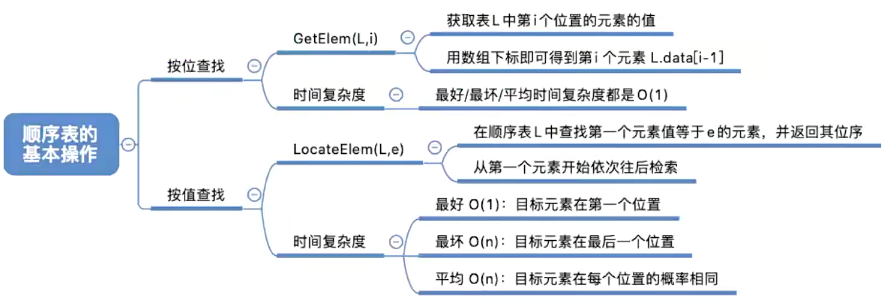 顺序表的
基本操作
按位查找
GetElem(L,i)
获取表L中第i个位置的元素的值
用数组下标即可得到第i个元素 L.data[i-1]
时间复杂度
最好/最坏/平均时间复杂度都是O(1)
按值查找
LocateElem(L,e)
在顺序表L中查找第一个元素值等于e的元素，并返回其位序
从第一个元素开始依次往后检索
时间复杂度
最好 O(1)：目标元素在第一个位置
最坏 O(n)：目标元素在最后一个位置
平均 O(n)：目标元素在每个位置的概率相同